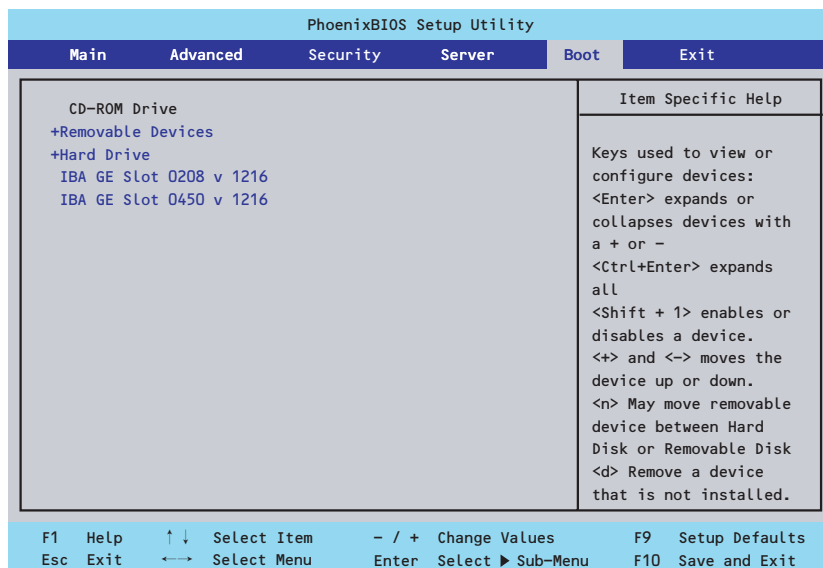 PhoenixBIOS Setup Utility
Main Advanced Security Server Boot Exit
CD-ROM Drive
+Removable Devices
+Hard Drive
IBA GE Slot 0208 v 1216
IBA GE Slot 0450 v 1216
Item Specific Help
Keys used to view or
configure devices:
<Enter> expands or
collapses devices with
a + or -
<Ctrl+Enter> expands
all
<Shift + 1> enables or
disables a device.
<+> and <-> moves the
device up or down.
<n> May move removable
device between Hard
Disk or Removable Disk
<d> Remove a device
that is not installed.
F1 Help ↑↓ Select Item - / + Change Values F9 Setup Defaults
Esc Exit ←→ Select Menu Enter Select ▶ Sub-Menu F10 Save and Exit